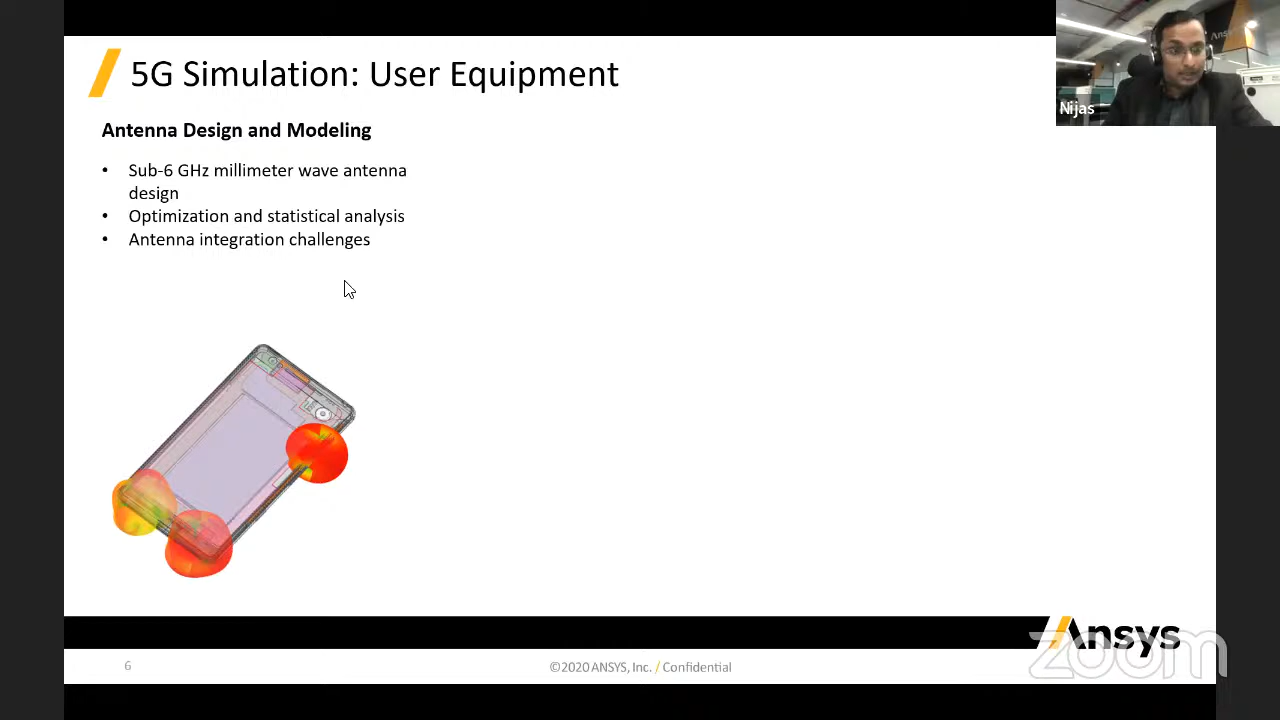 5G Simulation: User Equipment
Nijas
Antenna Design and Modeling
• Sub-6 GHz millimeter wave antenna
design
• Optimization and statistical analysis
• Antenna integration challenges
Ansys
zoom
6
©2020 ANSYS, Inc. / Confidential